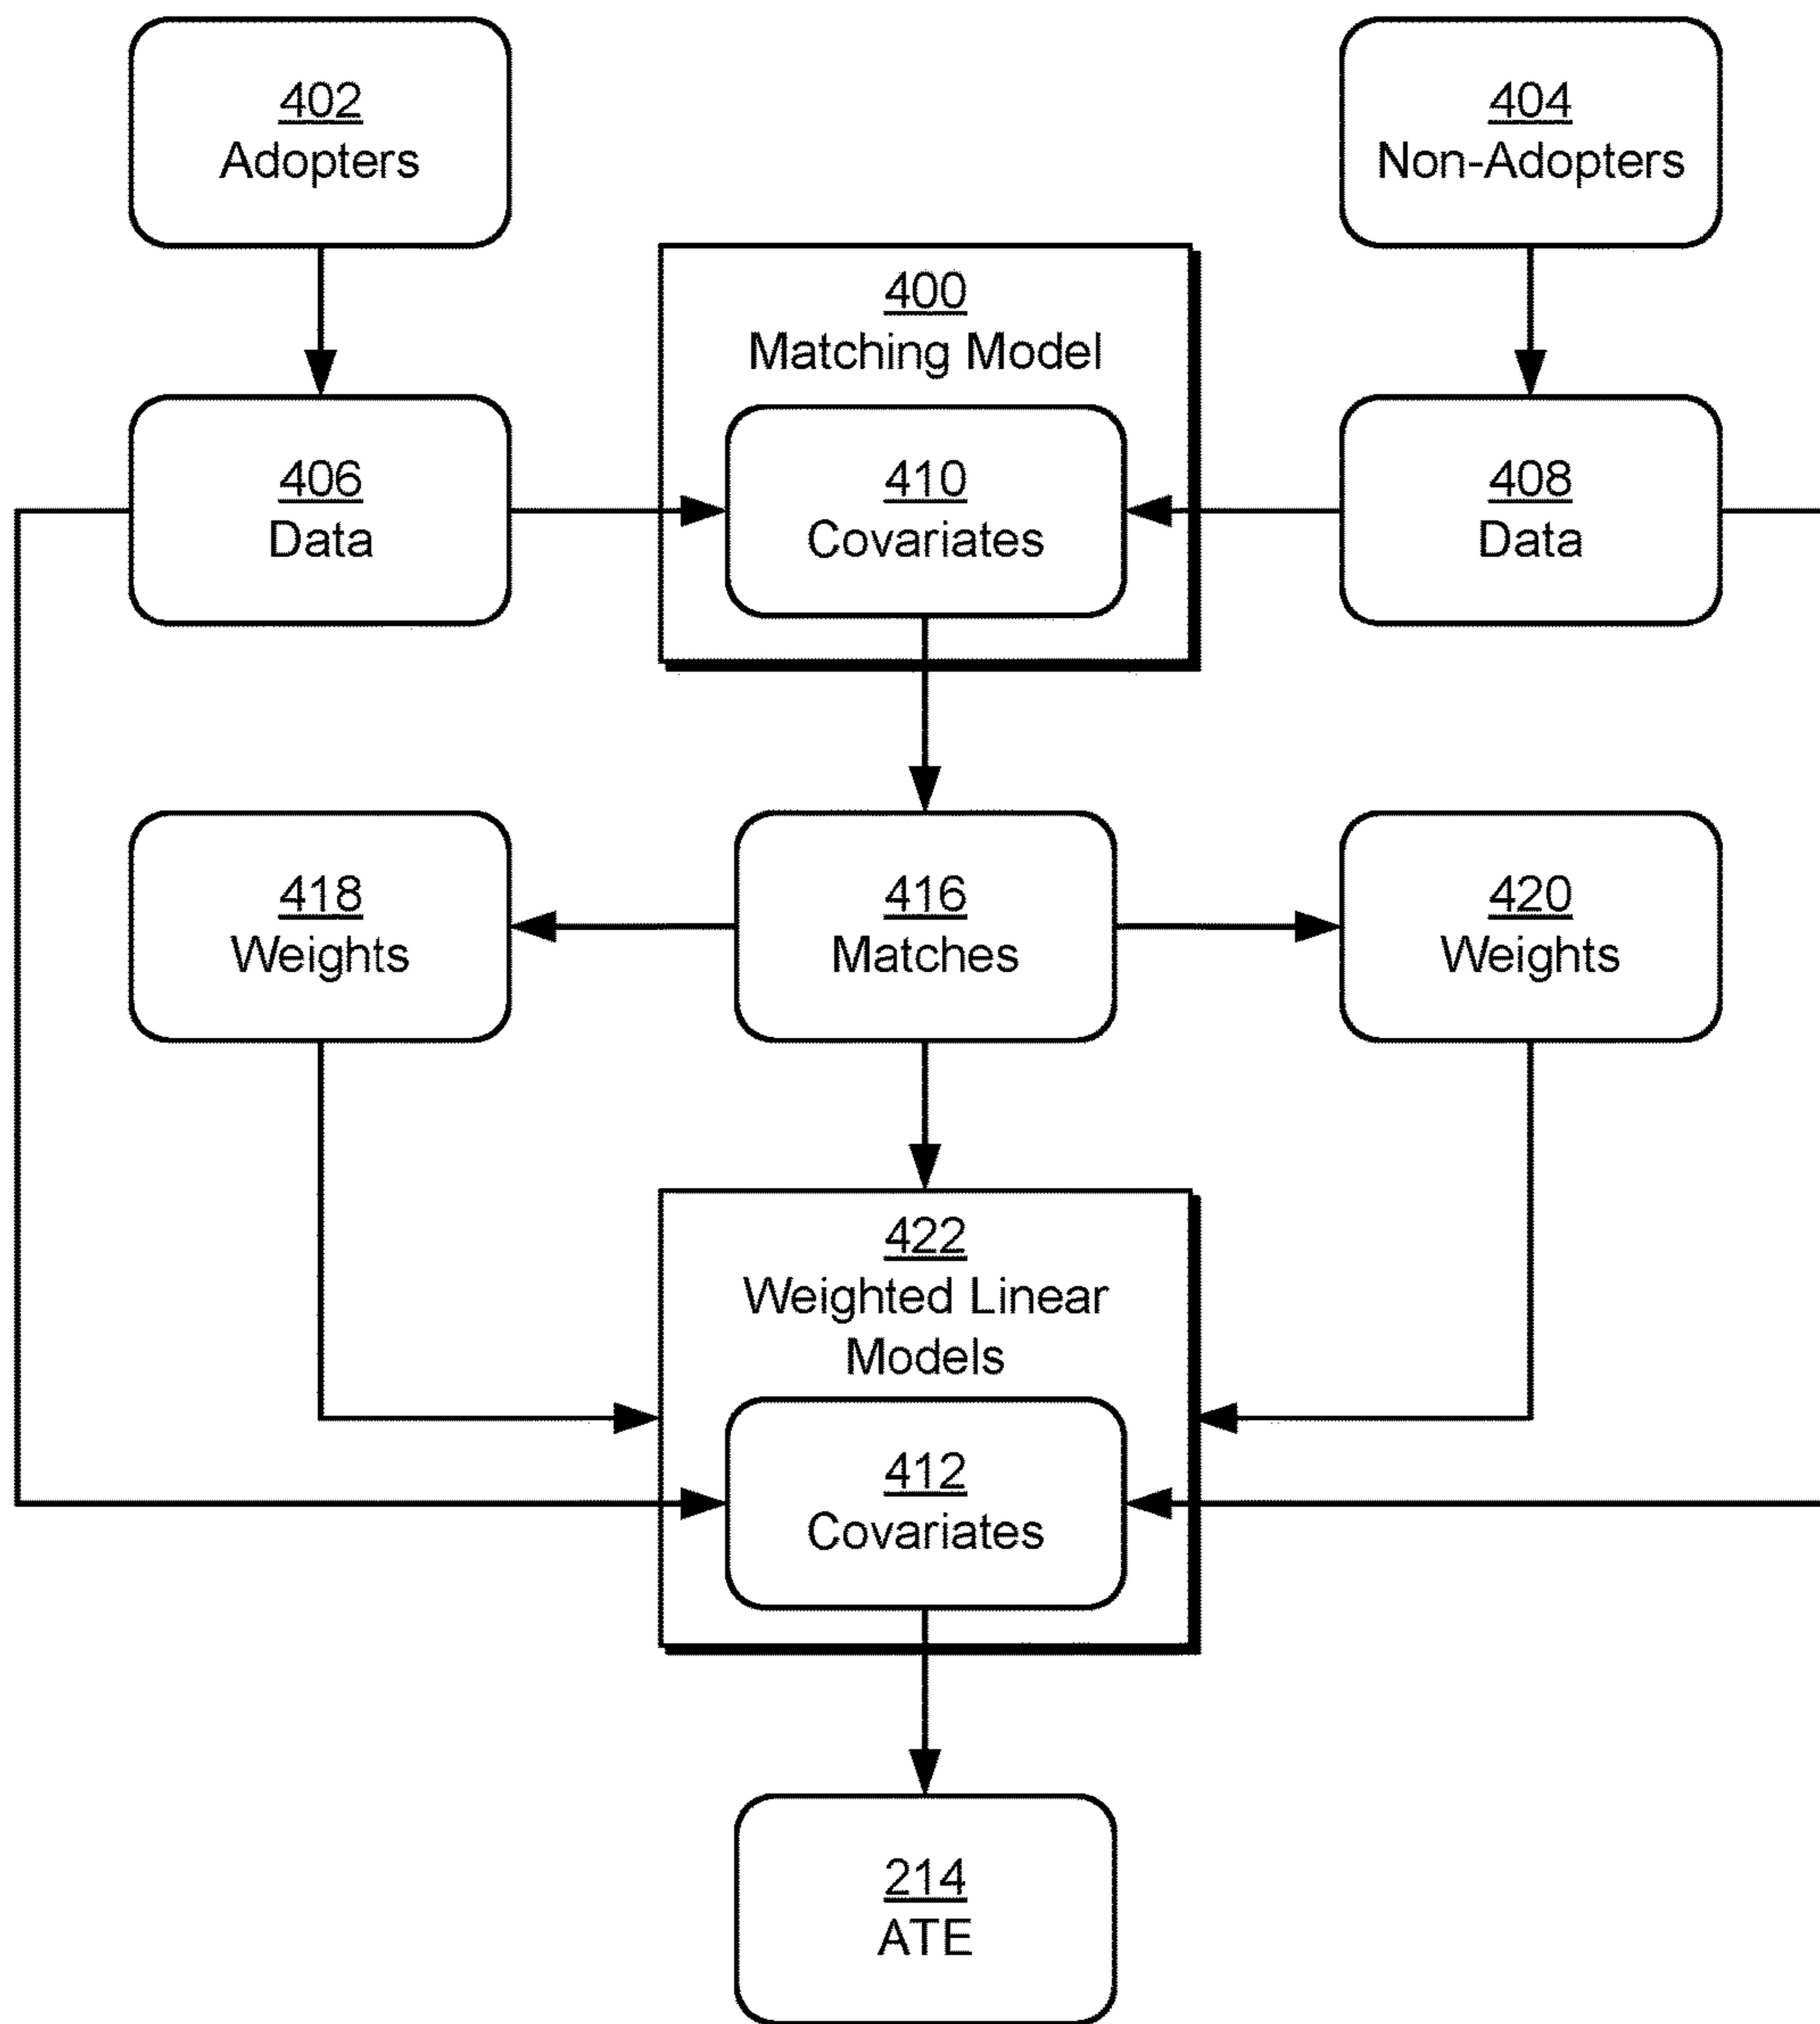 402
Adopters
404
Non-Adopters
400
Matching Model
406
Data
410
Covariates
408
Data
418
Weights
416
Matches
420
Weights
422
Weighted Linear
Models
412
Covariates
214
ATE